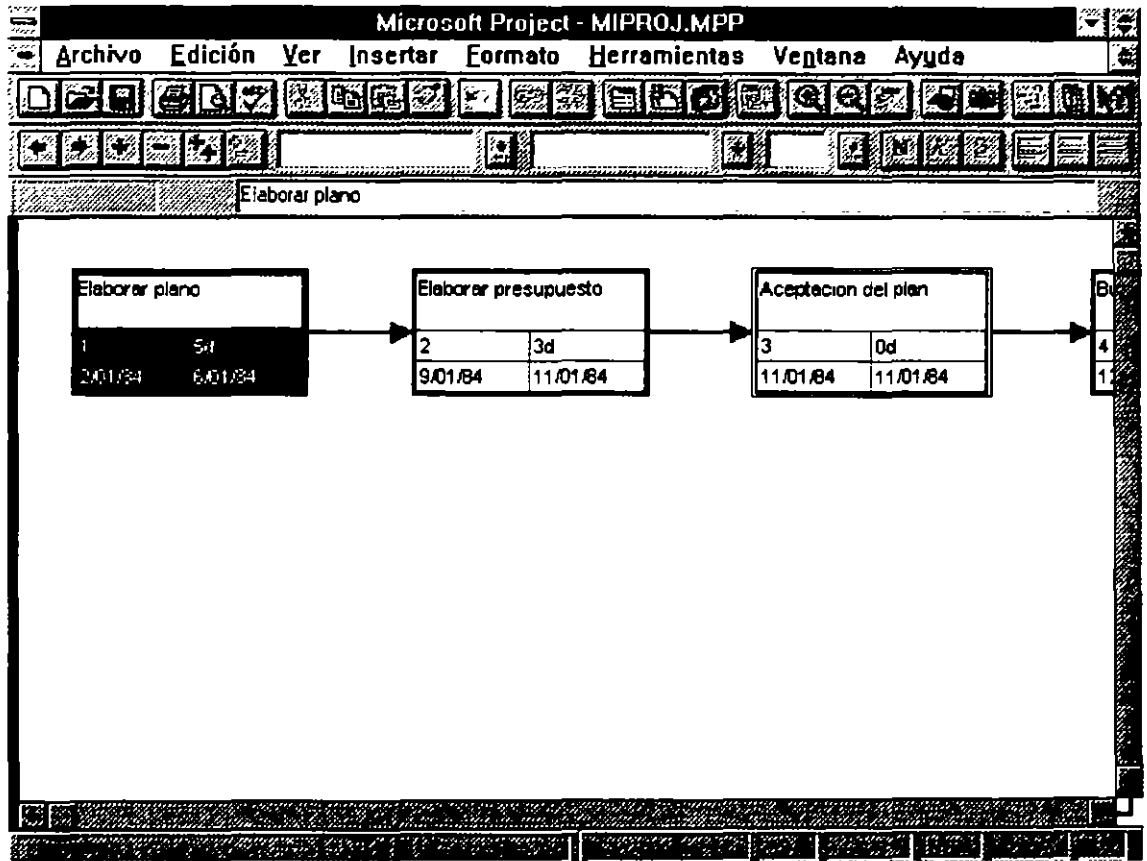 Microsoft Project - MIPROJ.MPP
Archivo Edición Ver Insertar Formato Herramientas Ventana Ayuda
Elaborar plano
Elaborar plano
1 5d
2/01/84 6/01/84
Elaborar presupuesto
2 3d
9/01/84 11/01/84
Aceptacion del plan
3 0d
11/01/84 11/01/84
4